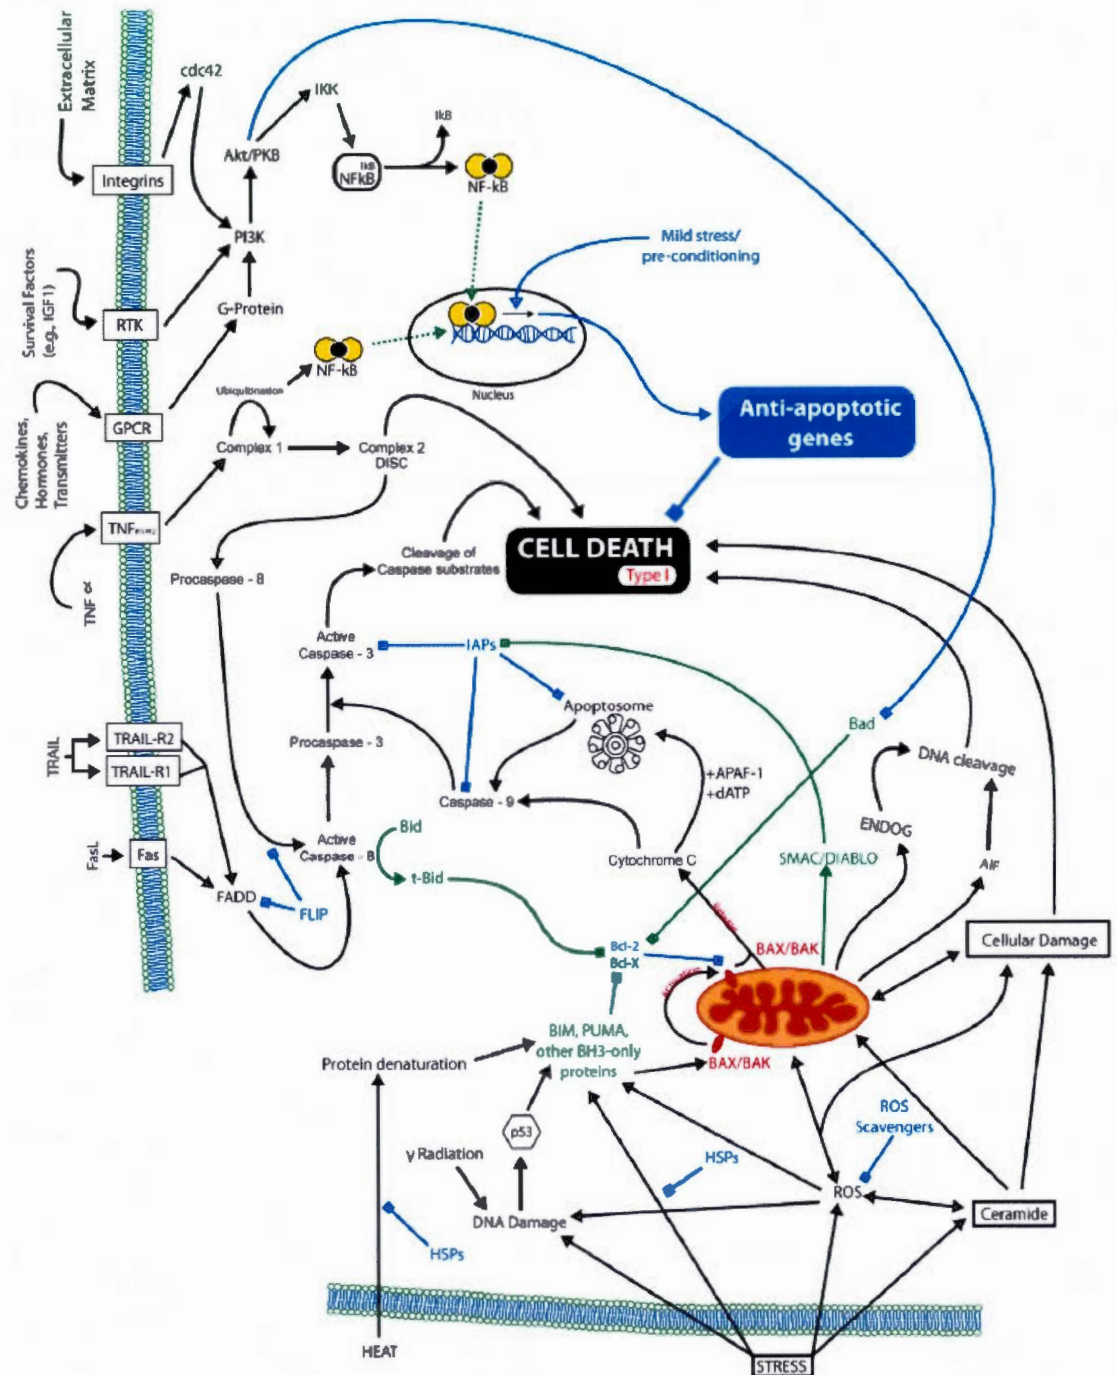 Extracellular
Matrix
cdc42
IKK
IkB
Akt/PKB
IkB
NFkB
NF-kB
Integrins
PI3K
Mild stress/
pre-conditioning
Survival Factors
(e.g., IGF1)
G-Protein
RTK
NF-kB
Nucleus
Ubiquitination
Chemokines,
Hormones,
Transmitters
GPCR
Complex 1
Complex 2
DISC
Anti-apoptotic
genes
TNF
CELL DEATH
Type I
Cleavage of
Caspase substrates
Procaspase - 8
TNF α
Active
Caspase - 3
IAPs
Apoptosome
Bad
TRAIL
TRAIL-R2
TRAIL-R1
Procaspase - 3
+APAF-1
+dATP
DNA cleavage
Caspase - 9
ENDOG
Bid
Active
Caspase - 8
Cytochrome C
SMAC/DIABLO
AIF
FasL
Fas
t-Bid
FADD
FLIP
Release
Bcl-2
Bcl-X
BAX/BAK
Cellular Damage
Activation
BIM, PUMA,
other BH3-only
proteins
Protein denaturation
BAX/BAK
p53
ROS
Scavengers
γ Radiation
HSPs
ROS
Ceramide
DNA Damage
HSPs
HEAT
STRESS